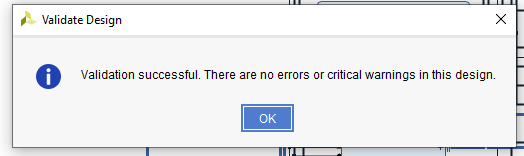 Validate Design
Validation successful. There are no errors or critical warnings in this design.
OK